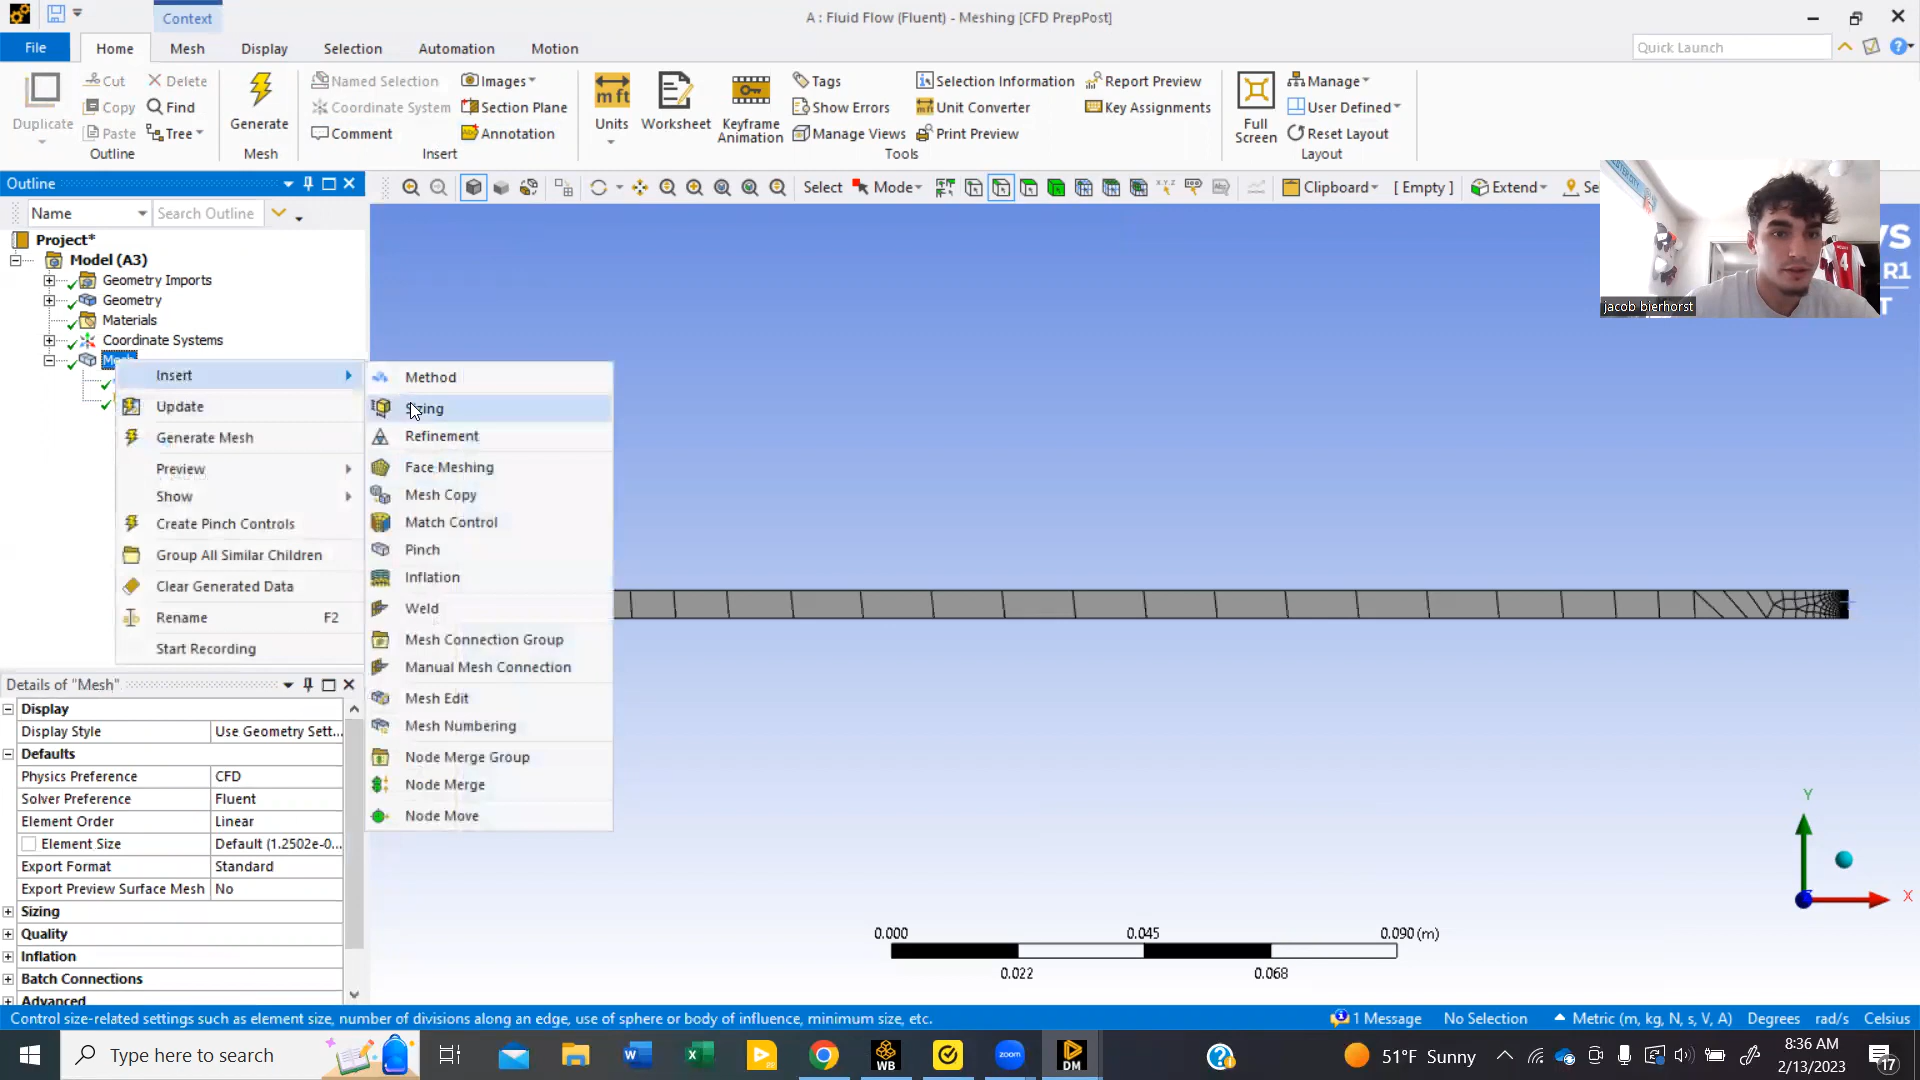 Context
A : Fluid Flow (Fluent) - Meshing [CFD PrepPost]
File Home Mesh Display Selection Automation Motion
Quick Launch
Duplicate
Cut
Copy
Paste
Delete
Find
Tree
Outline
Generate
Mesh
Named Selection
Coordinate System
Comment
Images
Section Plane
Annotation
Insert
Units
Worksheet
Keyframe
Animation
Tags
Show Errors
Manage Views
Selection Information
Unit Converter
Print Preview
Report Preview
Key Assignments
Tools
Full
Screen
Manage
User Defined
Reset Layout
Layout
Outline
Name
Search Outline
Select Mode
Clipboard [ Empty ] Extend
Project*
Model (A3)
Geometry Imports
Geometry
Materials
Coordinate Systems
Insert
Update
Generate Mesh
Preview
Show
Create Pinch Controls
Group All Similar Children
Clear Generated Data
Rename F2
Start Recording
Method
Sizing
Refinement
Face Meshing
Mesh Copy
Match Control
Pinch
Inflation
Weld
Mesh Connection Group
Manual Mesh Connection
Mesh Edit
Mesh Numbering
Node Merge Group
Node Merge
Node Move
jacob bierhorst
R1
Details of "Mesh"
Display
Display Style Use Geometry Sett...
Defaults
Physics Preference CFD
Solver Preference Fluent
Element Order Linear
Element Size Default (1.2502e-0...
Export Format Standard
Export Preview Surface Mesh No
Sizing
Quality
Inflation
Batch Connections
Advanced
0.000 0.045 0.090 (m)
0.022 0.068
Y
X
Control size-related settings such as element size, number of divisions along an edge, use of sphere or body of influence, minimum size, etc.
1 Message No Selection Metric (m, kg, N, s, V, A) Degrees rad/s Celsius
Type here to search
WB
zoom
DM
51°F Sunny
8:36 AM
2/13/2023
17